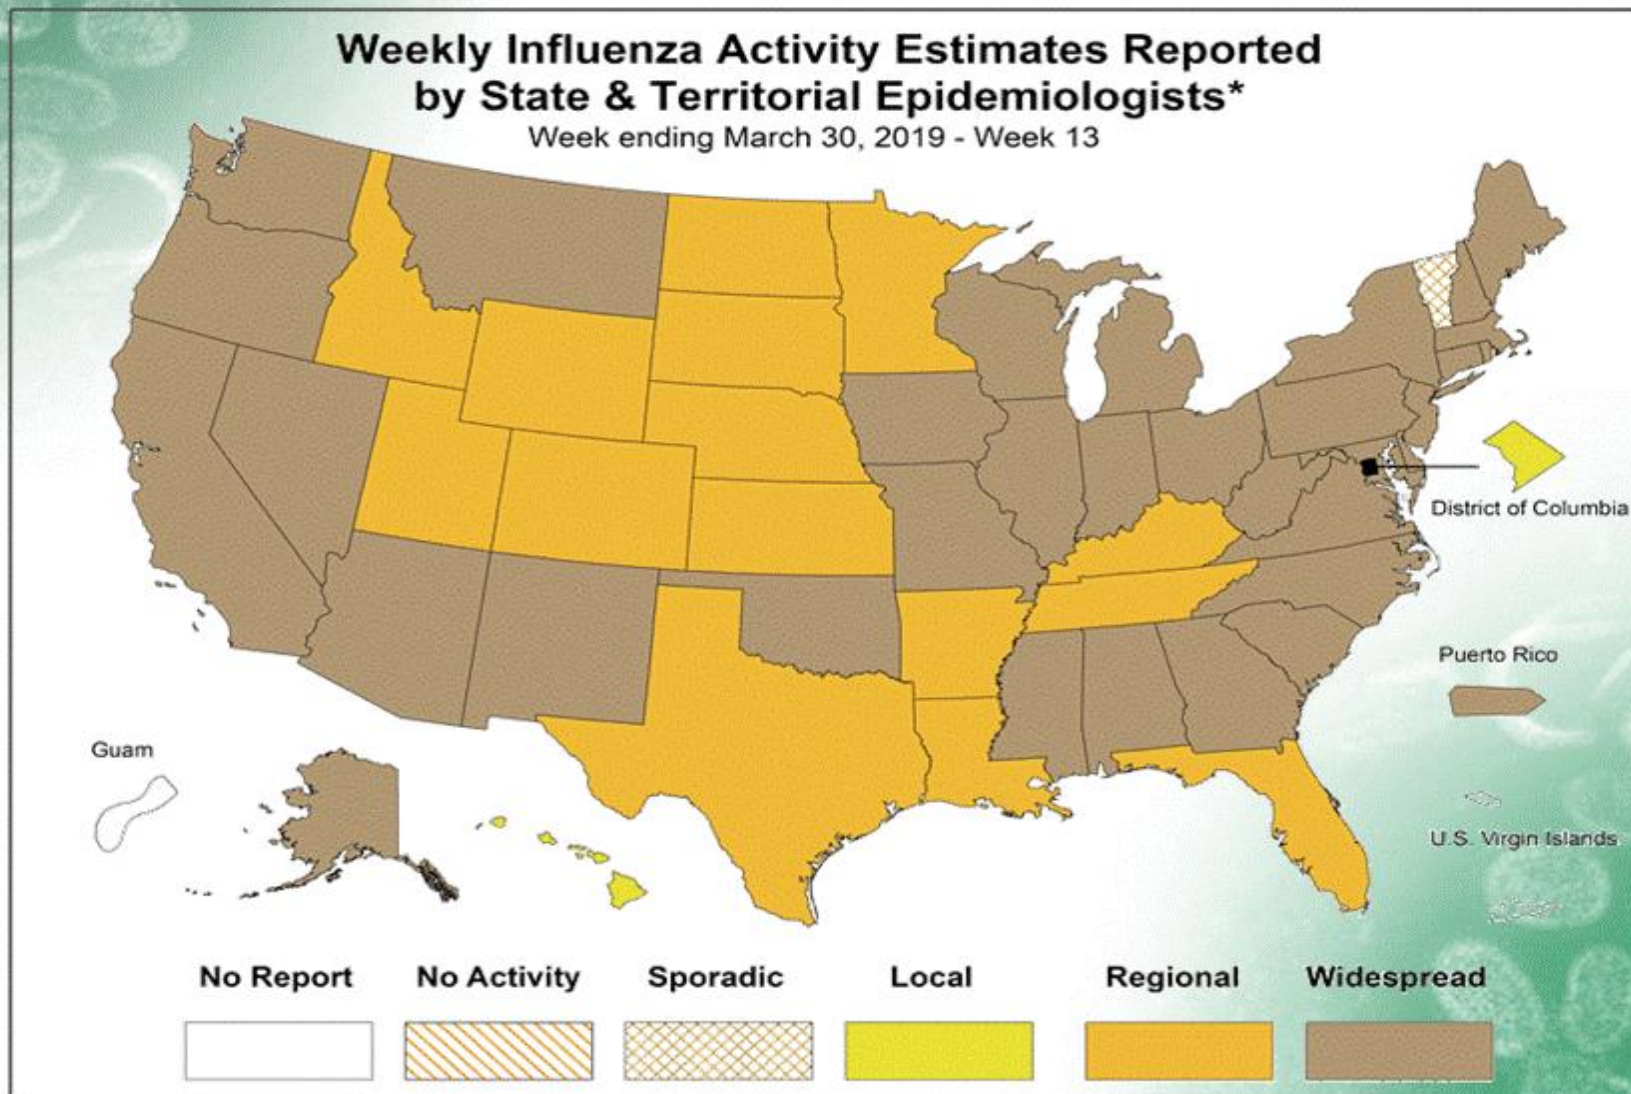 Weekly Influenza Activity Estimates Reported
by State & Territorial Epidemiologists*
Week ending March 30, 2019 - Week 13
District of Columbia
Puerto Rico
Guam
U.S. Virgin Islands
No Report No Activity Sporadic Local Regional Widespread